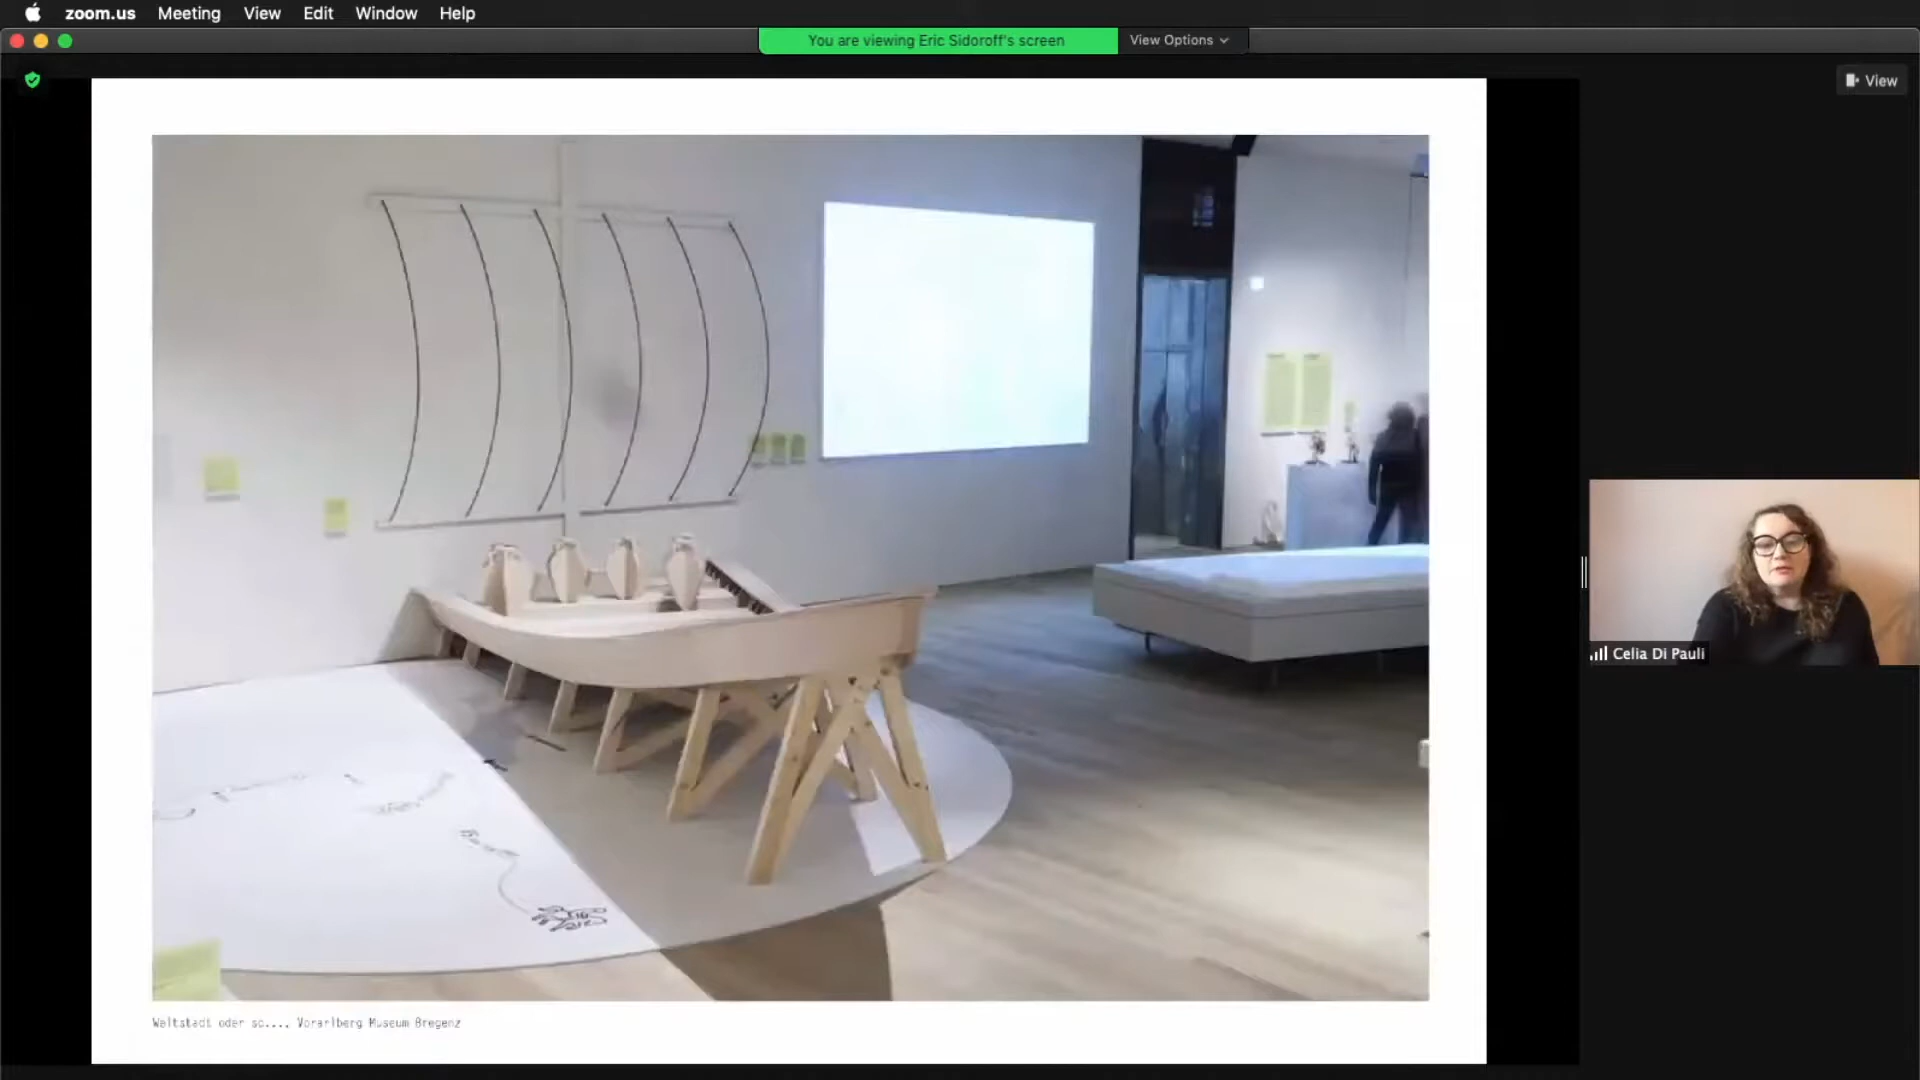 zoom.us Meeting View Edit Window Help
You are viewing Eric Sidoroff's screen View Options
View
Celia Di Pauli
Weltstadt oder so...., Vorarlberg Museum Bregenz